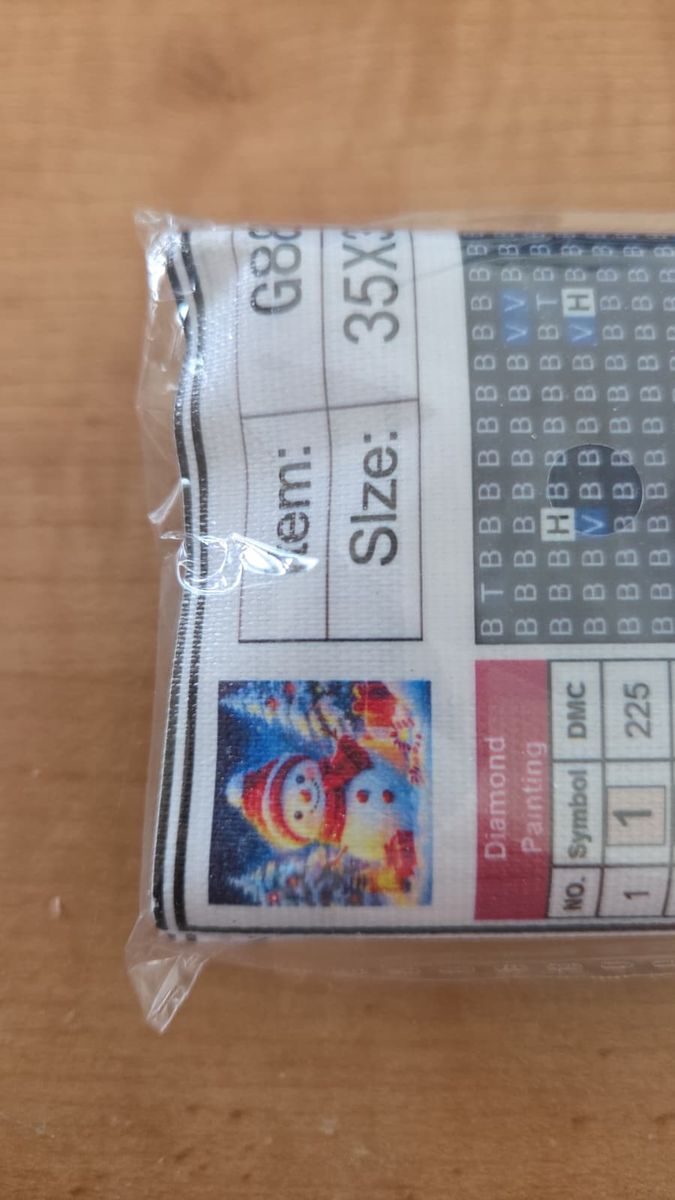 Item: G88
SIze: 35X3
B T B B B B B B B B B B B
B B B B B B B B B V V B B
B B B H B B B B B B T B B
B B B V B B B B B V H B B
B B B B B B B B B B B B B
B B B B B B B B B B B B B
Diamond
Painting
NO. Symbol DMC
1 1 225